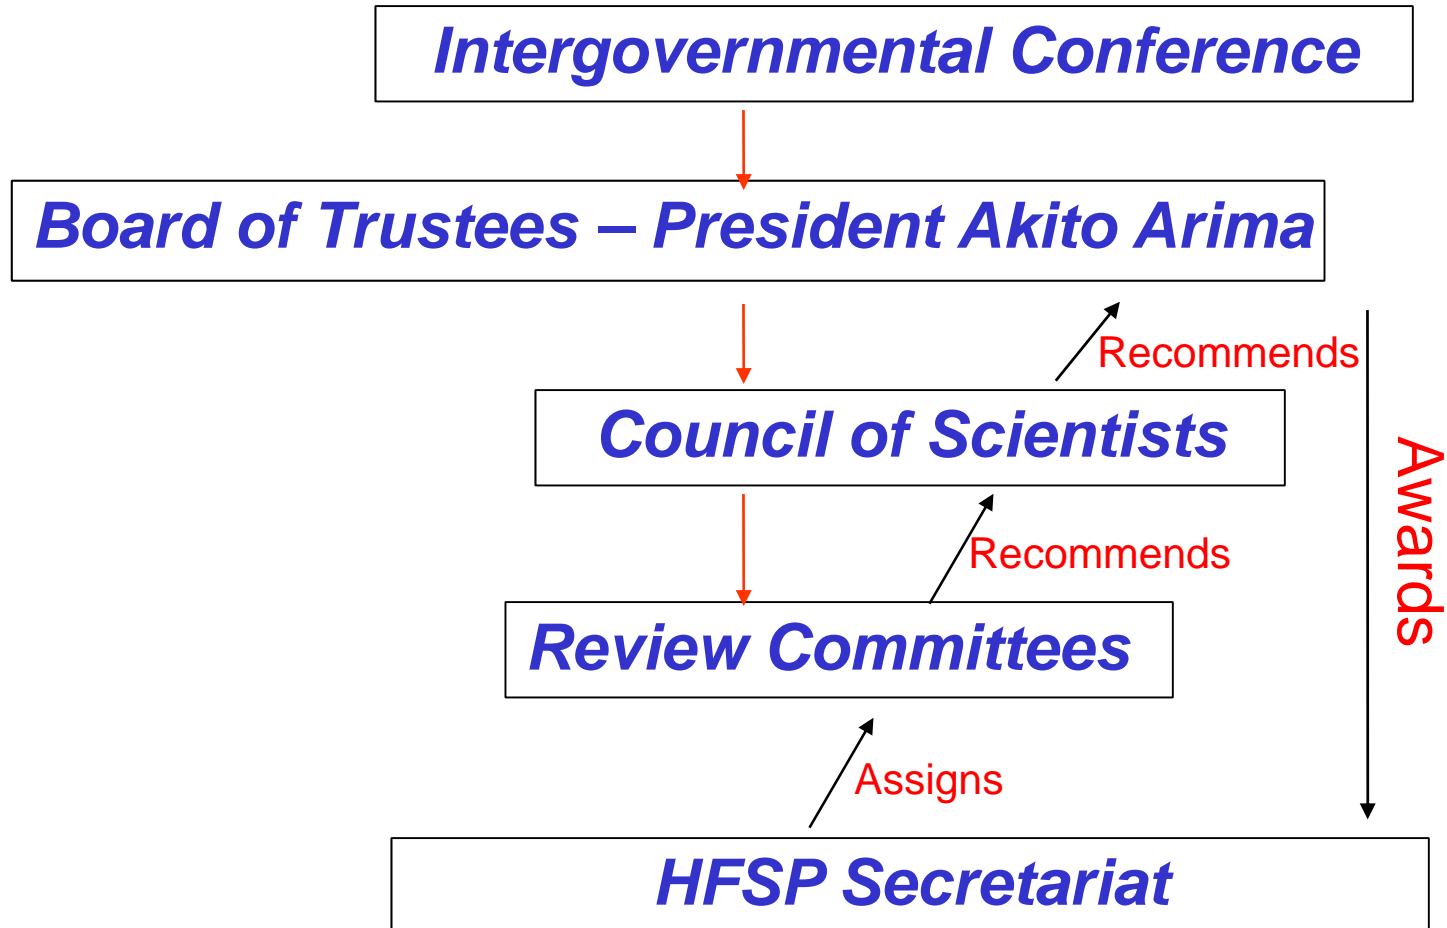 Intergovernmental Conference
Board of Trustees – President Akito Arima
Recommends
Council of Scientists
Awards
Recommends
Review Committees
Assigns
HFSP Secretariat